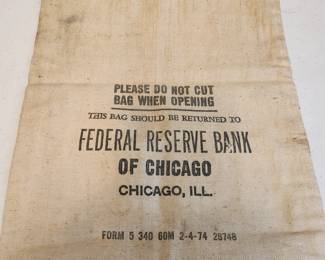 PLEASE DO NOT CUT
BAG WHEN OPENING
THIS BAG SHOULD BE RETURNED TO
FEDERAL RESERVE BANK
OF CHICAGO
CHICAGO, ILL.
FORM 5 340 60M 2-4-74 28748